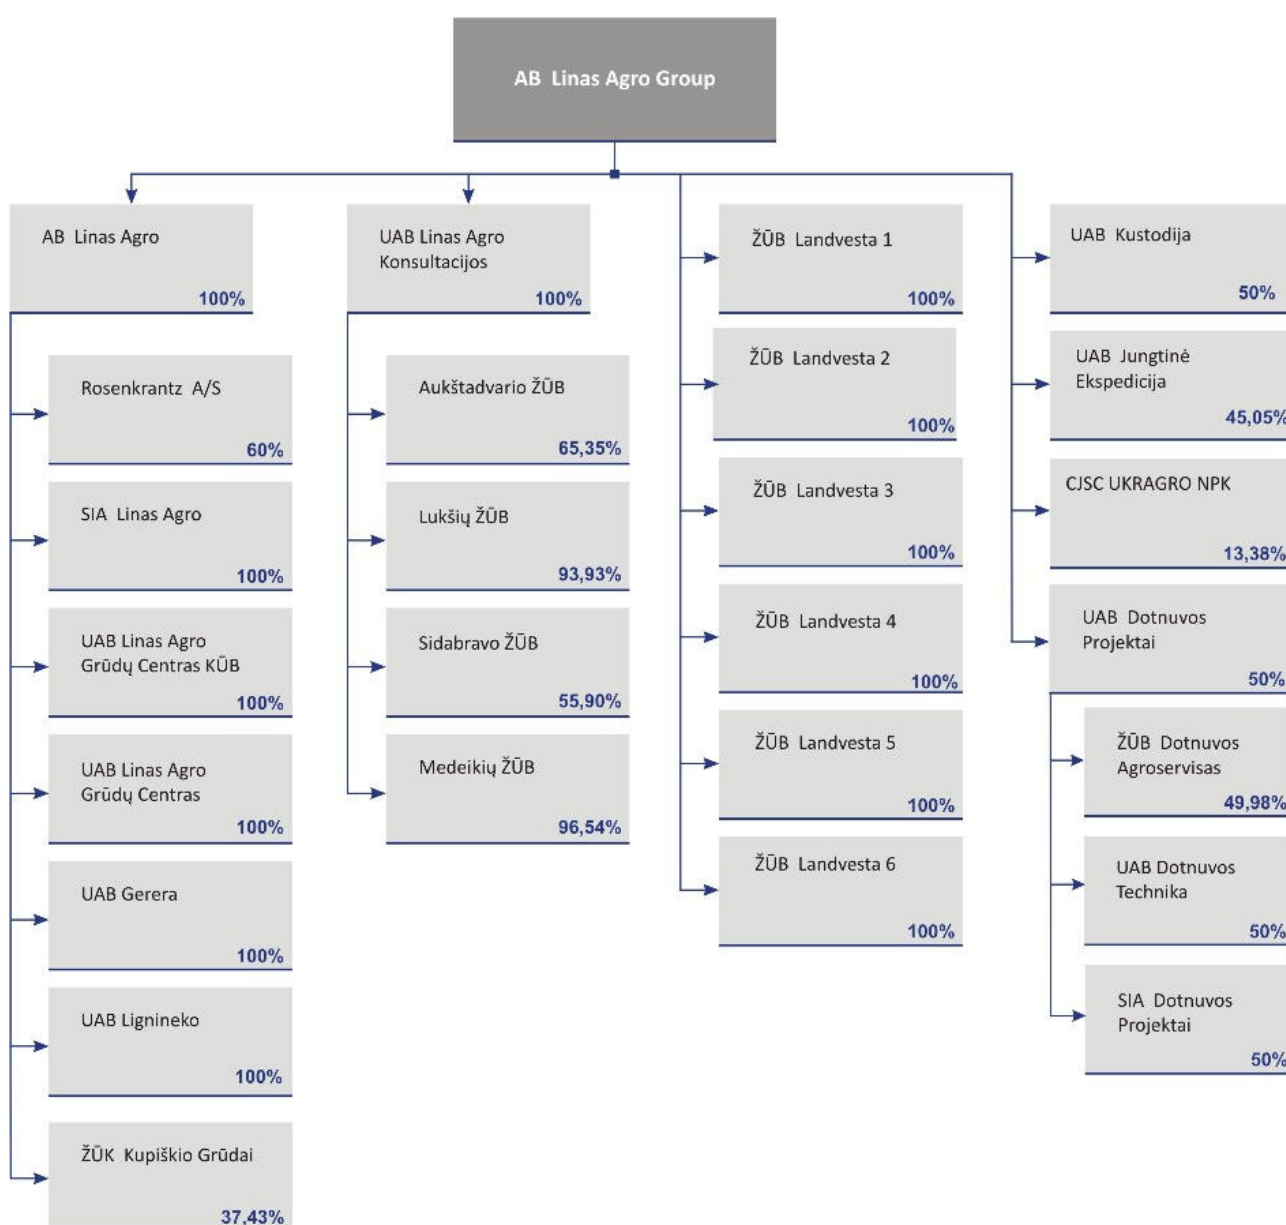 AB Linas Agro Group
AB Linas Agro
100%
Rosenkrantz A/S
60%
SIA Linas Agro
100%
UAB Linas Agro
Grūdų Centras KŪB
100%
UAB Linas Agro
Grūdų Centras
100%
UAB Gerera
100%
UAB Lignineko
100%
ŽŪK Kupiškio Grūdai
37,43%
UAB Linas Agro
Konsultacijos
100%
Aukštadvario ŽŪB
65,35%
Lukšių ŽŪB
93,93%
Sidabravo ŽŪB
55,90%
Medeikių ŽŪB
96,54%
ŽŪB Landvesta 1
100%
ŽŪB Landvesta 2
100%
ŽŪB Landvesta 3
100%
ŽŪB Landvesta 4
100%
ŽŪB Landvesta 5
100%
ŽŪB Landvesta 6
100%
UAB Kustodija
50%
UAB Jungtinė
Ekspedicija
45,05%
CJSC UKRAGRO NPK
13,38%
UAB Dotnuvos
Projektai
50%
ŽŪB Dotnuvos
Agroservisas
49,98%
UAB Dotnuvos
Technika
50%
SIA Dotnuvos
Projektai
50%